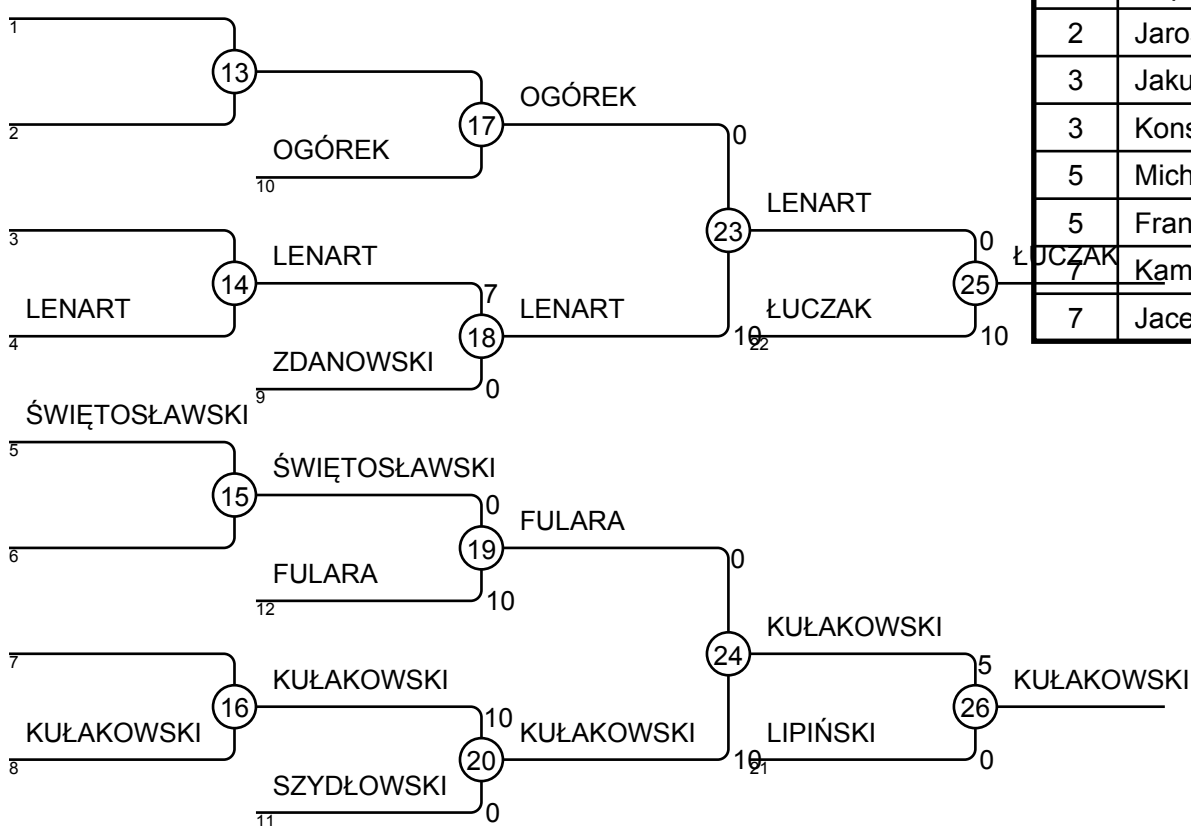 1
13
2
OGÓREK
17
OGÓREK
10
0
3
LENART
14
LENART
4
7
LENART
18
ZDANOWSKI
9
0
LENART
23
10
0
ŁUCZAK
22
25
10
ŁUCZAK
ŚWIĘTOSŁAWSKI
5
15
6
ŚWIĘTOSŁAWSKI
0
19
FULARA
12
10
FULARA
0
7
16
KUŁAKOWSKI
8
KUŁAKOWSKI
10
20
SZYDŁOWSKI
11
0
KUŁAKOWSKI
24
10
KUŁAKOWSKI
5
LIPIŃSKI
21
26
0
KUŁAKOWSKI
2 Jaro
3 Jaku
3 Kons
5 Mich
5 Fran
7 Kam
7 Jace